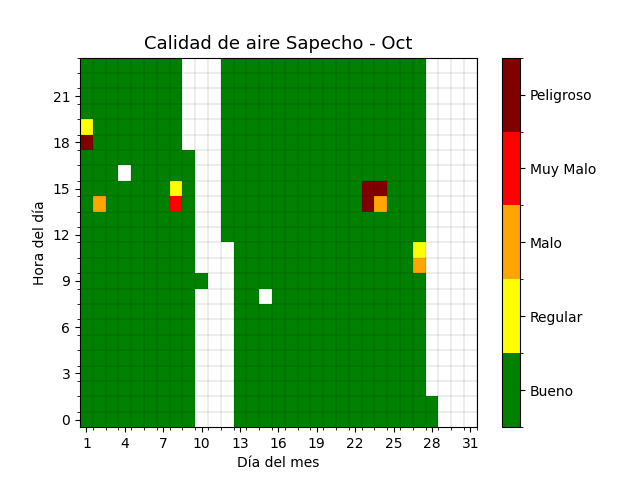 Calidad de aire Sapecho - Oct
Hora del día
21
18
15
12
9
6
3
0
1 4 7 10 13 16 19 22 25 28 31
Día del mes
Peligroso
Muy Malo
Malo
Regular
Bueno